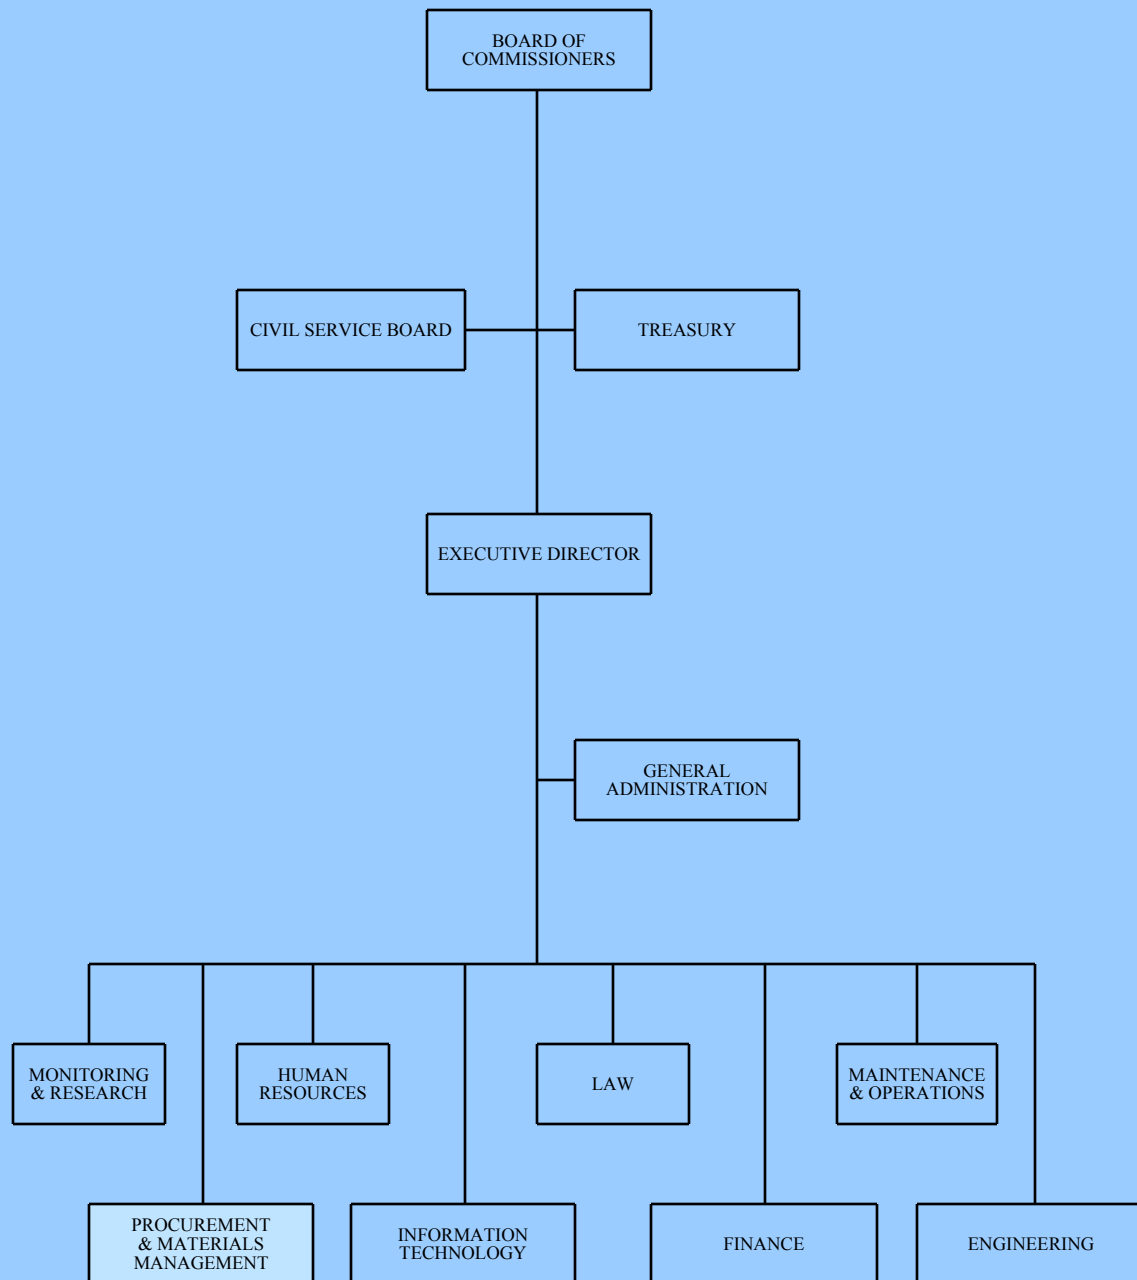 BOARD OF
COMMISSIONERS
CIVIL SERVICE BOARD
TREASURY
EXECUTIVE DIRECTOR
GENERAL
ADMINISTRATION
MONITORING
& RESEARCH
HUMAN
RESOURCES
LAW
MAINTENANCE
& OPERATIONS
PROCUREMENT
& MATERIALS
MANAGEMENT
INFORMATION
TECHNOLOGY
FINANCE
ENGINEERING